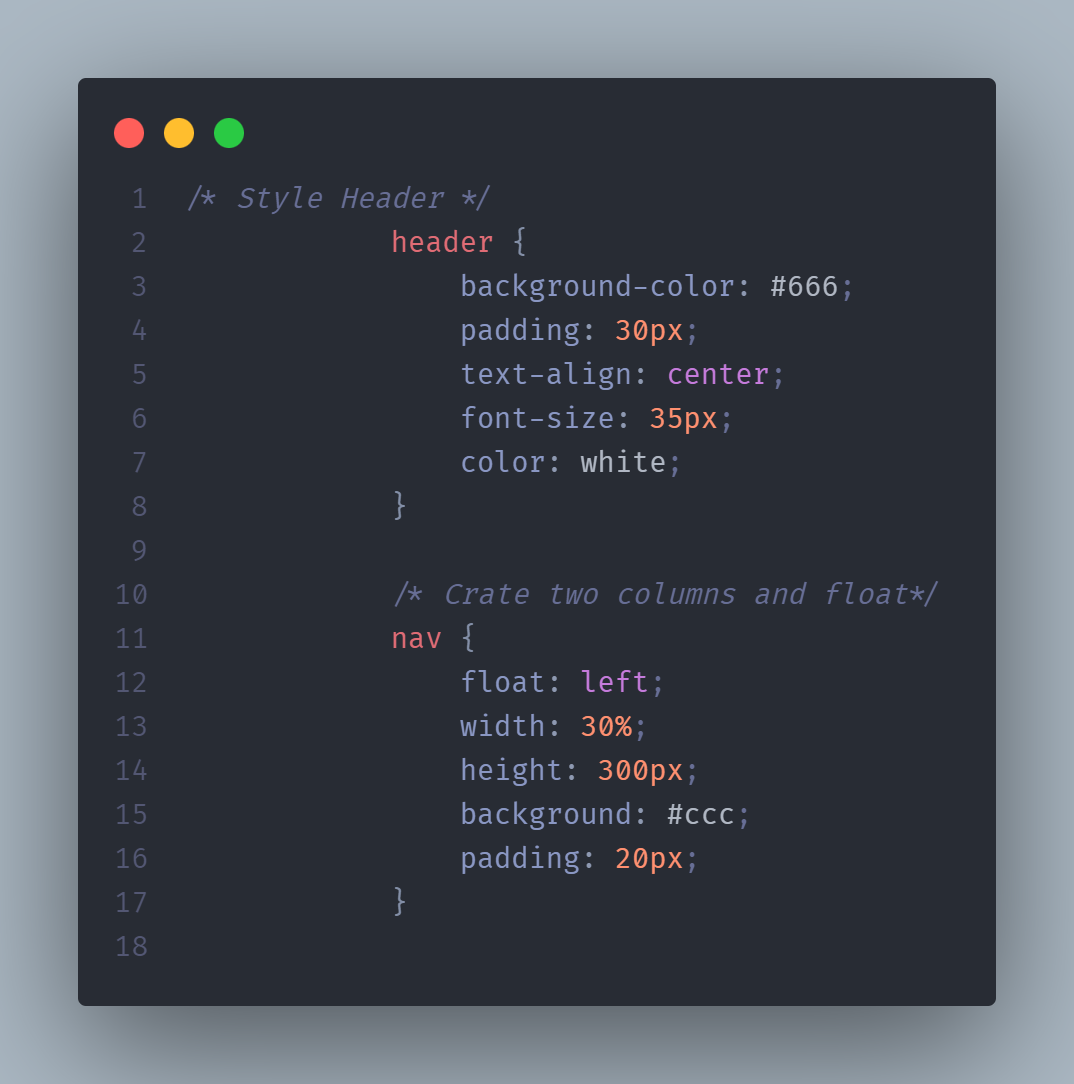 1 /* Style Header */
2 header {
3 background-color: #666;
4 padding: 30px;
5 text-align: center;
6 font-size: 35px;
7 color: white;
8 }
9
10 /* Crate two columns and float*/
11 nav {
12 float: left;
13 width: 30%;
14 height: 300px;
15 background: #ccc;
16 padding: 20px;
17 }
18